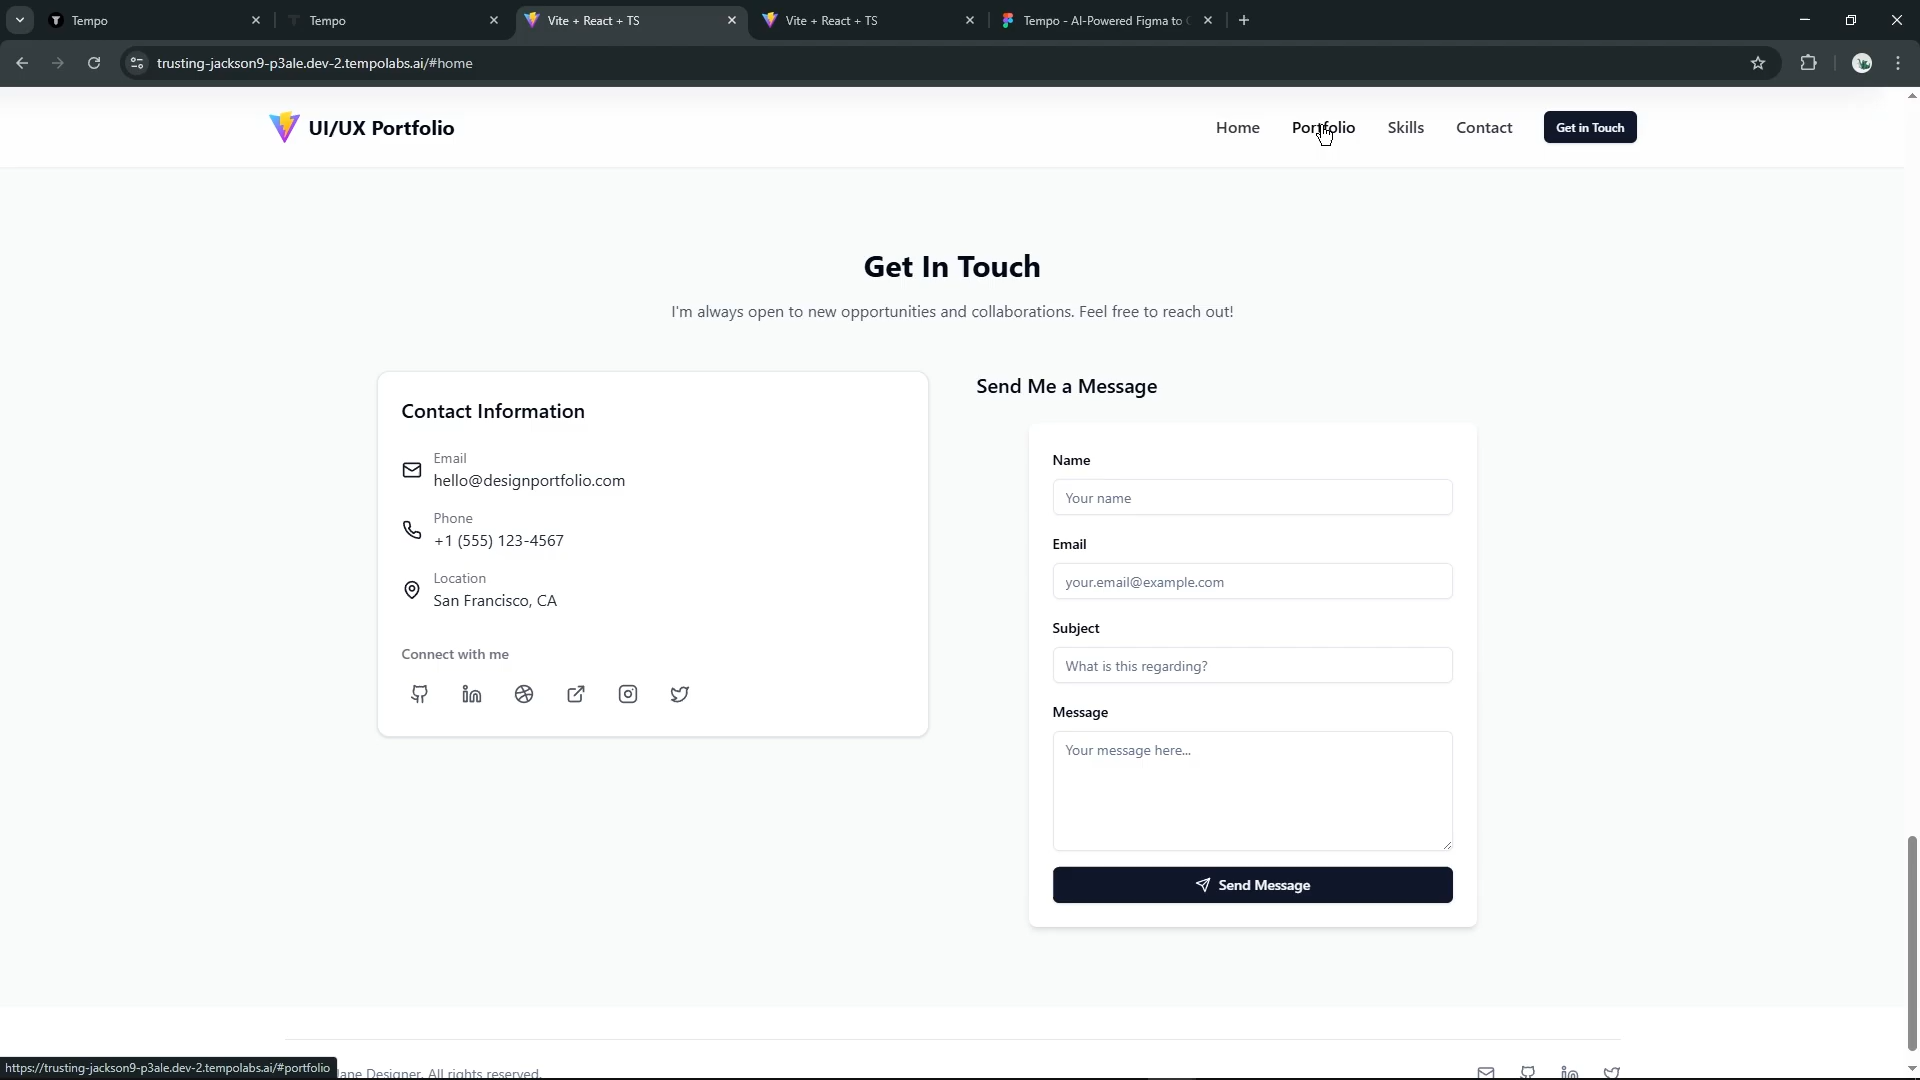 Tempo
Tempo
Vite + React + TS
Vite + React + TS
Tempo - AI-Powered Figma to
trusting-jackson9-p3ale.dev-2.tempolabs.ai/#home
UI/UX Portfolio
Home
Portfolio
Skills
Contact
Get in Touch
Get In Touch
I'm always open to new opportunities and collaborations. Feel free to reach out!
Contact Information
Email
hello@designportfolio.com
Phone
+1 (555) 123-4567
Location
San Francisco, CA
Connect with me
Send Me a Message
Name
Your name
Email
your.email@example.com
Subject
What is this regarding?
Message
Your message here...
Send Message
https://trusting-jackson9-p3ale.dev-2.tempolabs.ai/#portfolio
Jane Designer. All rights reserved.